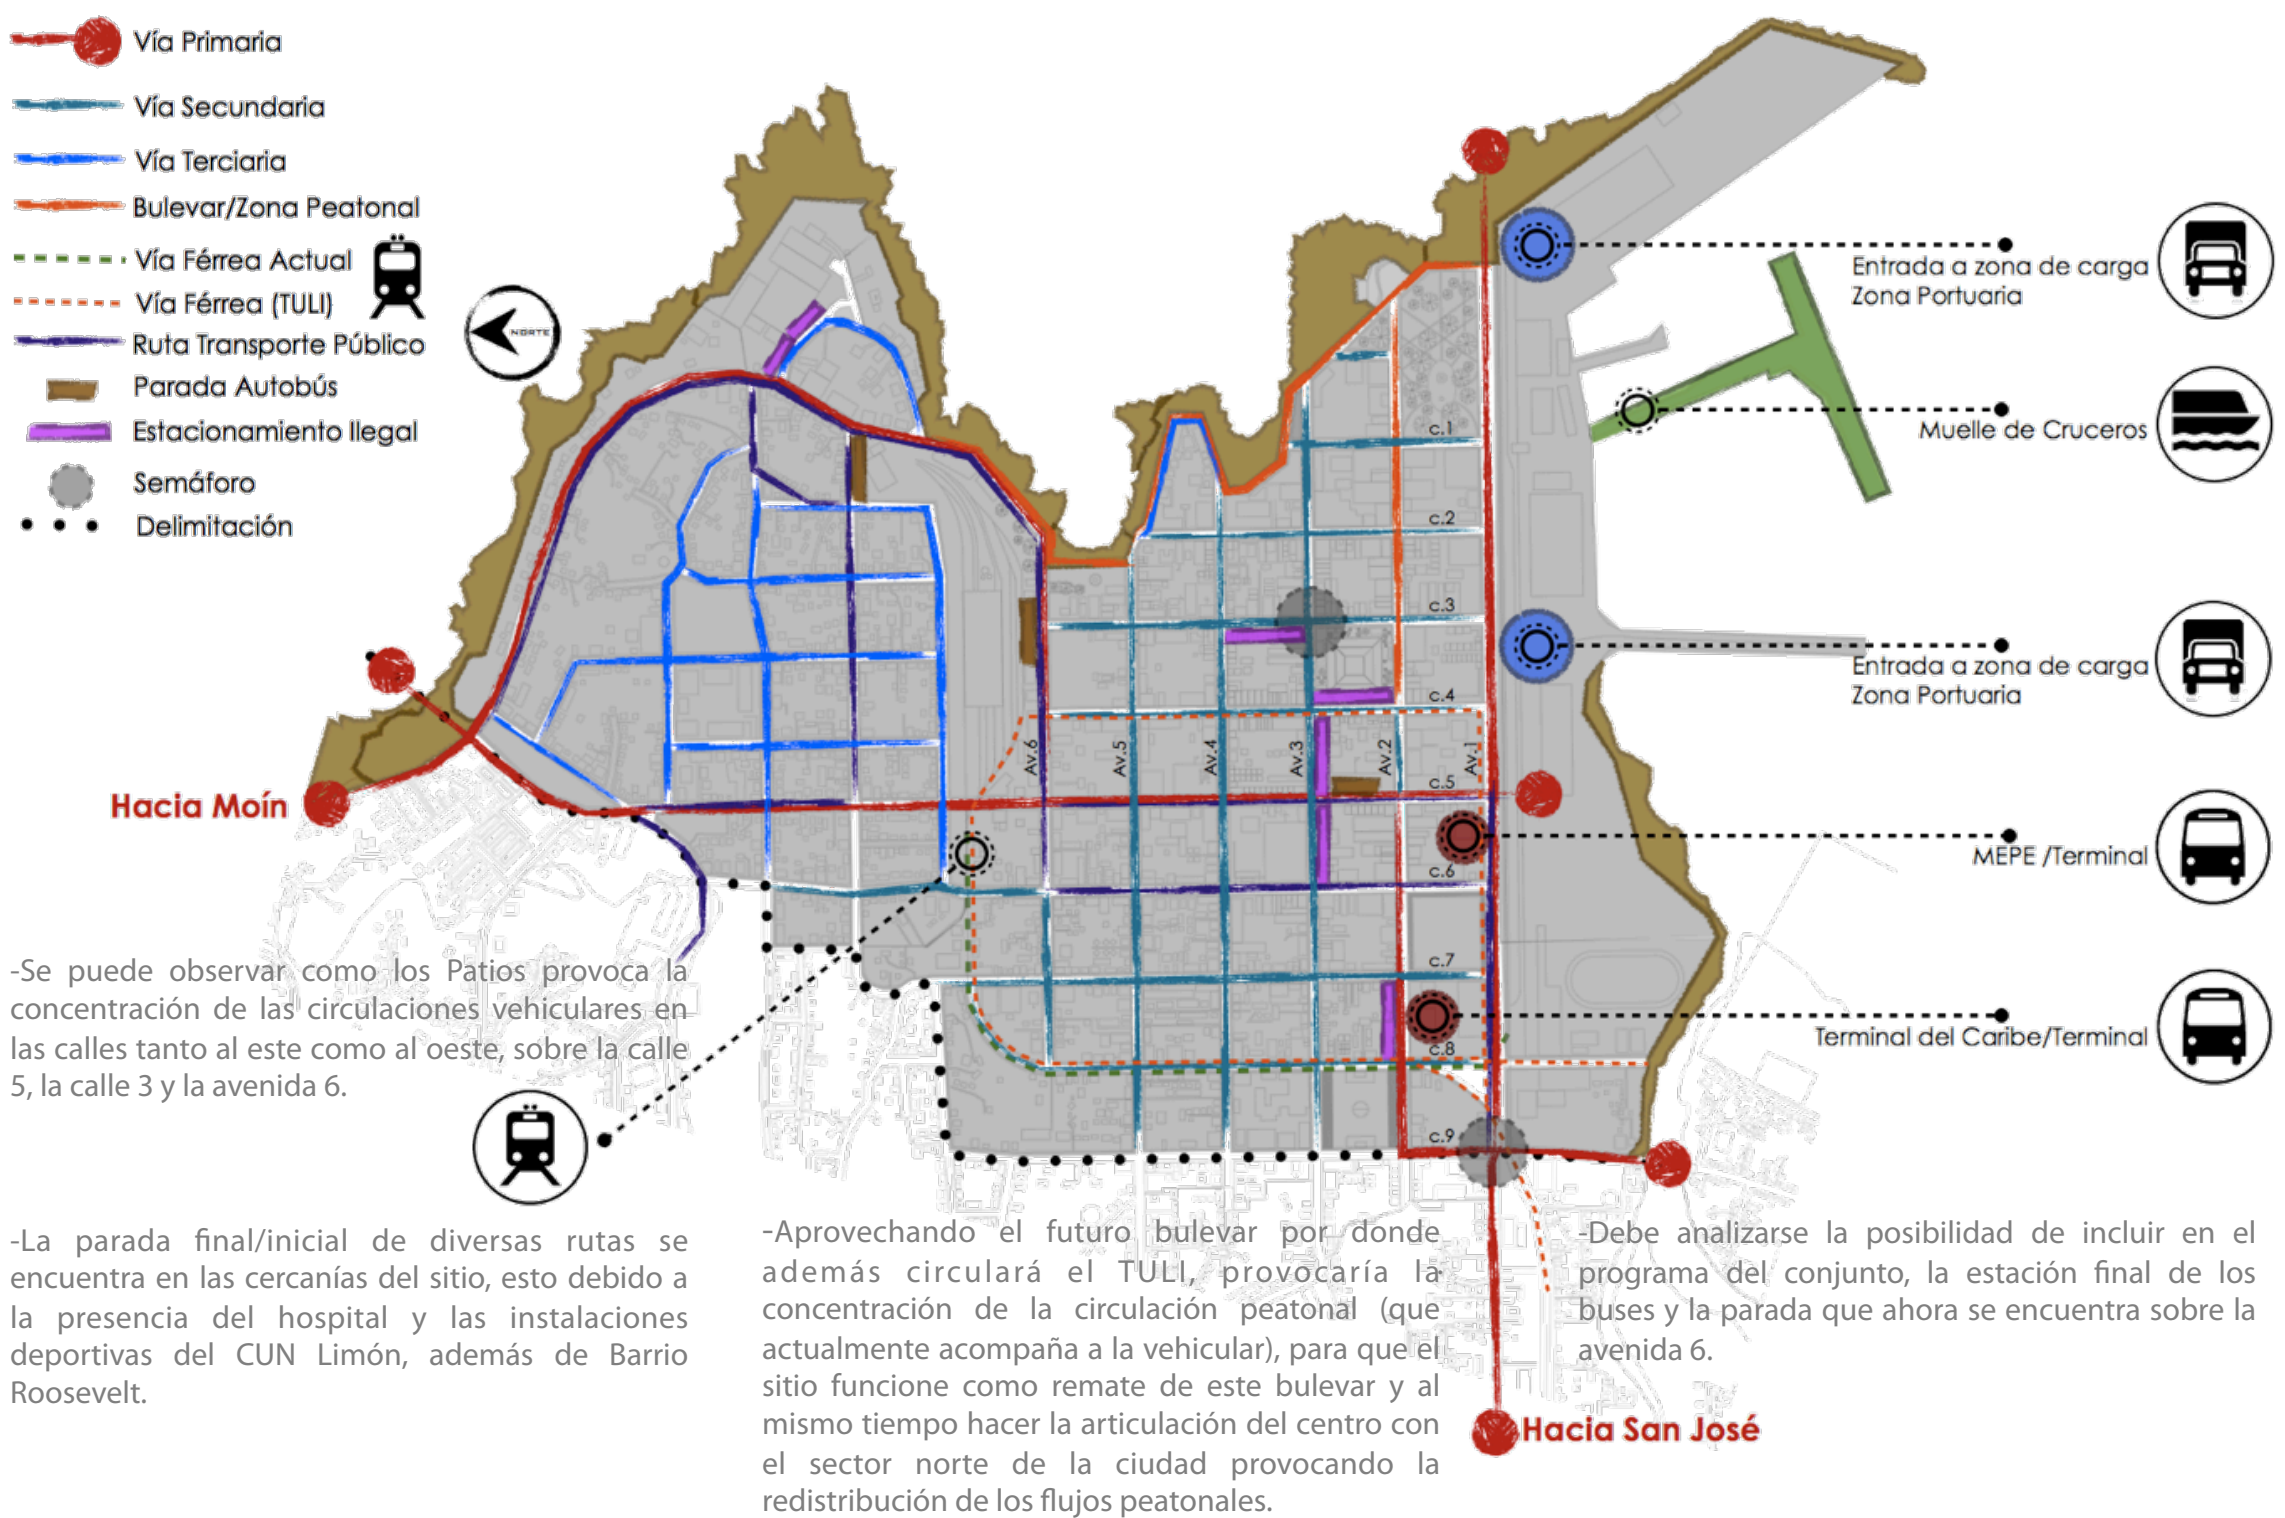 Vía Primaria
Vía Secundaria
Vía Terciaria
Bulevar/Zona Peatonal
Vía Férrea Actual
Vía Férrea (TULI)
Ruta Transporte Público
Parada Autobús
Estacionamiento Ilegal
Semáforo
Delimitación
NORTE
Entrada a zona de carga
Zona Portuaria
Muelle de Cruceros
Entrada a zona de carga
Zona Portuaria
MEPE /Terminal
Terminal del Caribe/Terminal
c.1
c.2
c.3
c.4
c.5
c.6
c.7
c.8
c.9
Av.6
Av.5
Av.4
Av.3
Av.2
Av.1
Hacia Moín
Hacia San José
-Se puede observar como los Patios provoca la
concentración de las circulaciones vehiculares en
las calles tanto al este como al oeste, sobre la calle
5, la calle 3 y la avenida 6.
-La parada final/inicial de diversas rutas se
encuentra en las cercanías del sitio, esto debido a
la presencia del hospital y las instalaciones
deportivas del CUN Limón, además de Barrio
Roosevelt.
-Aprovechando el futuro bulevar por donde
además circulará el TULI, provocaría la
concentración de la circulación peatonal (que
actualmente acompaña a la vehicular), para que el
sitio funcione como remate de este bulevar y al
mismo tiempo hacer la articulación del centro con
el sector norte de la ciudad provocando la
redistribución de los flujos peatonales.
-Debe analizarse la posibilidad de incluir en el
programa del conjunto, la estación final de los
buses y la parada que ahora se encuentra sobre la
avenida 6.